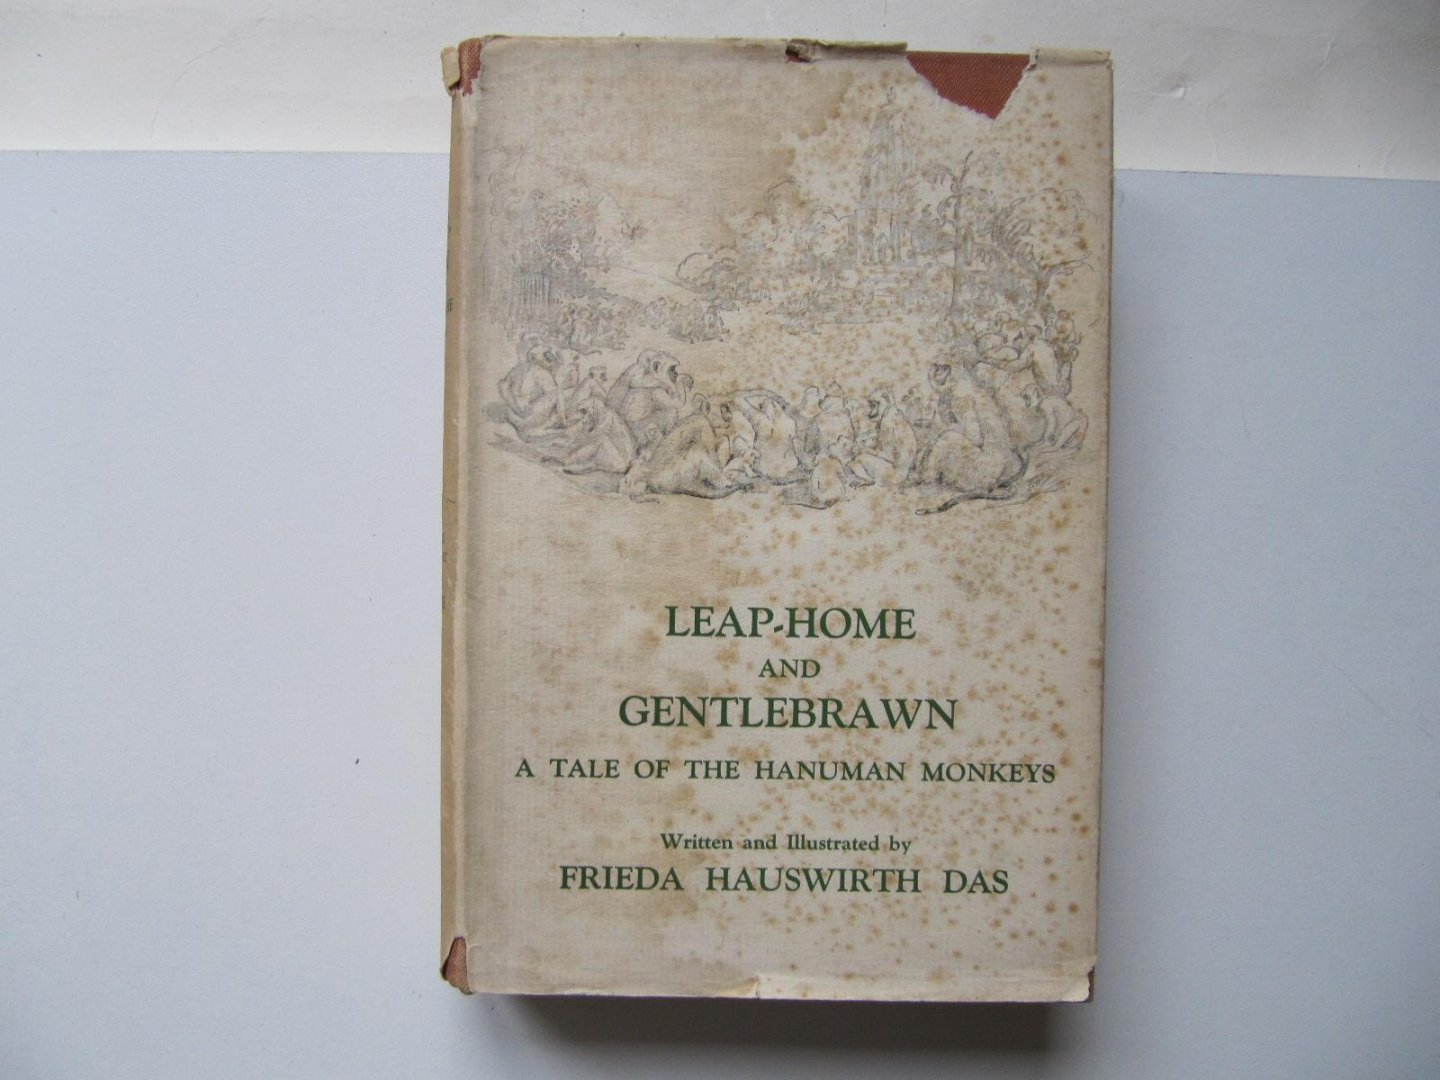 LEAP-HOME
AND
GENTLEBRAWN
A TALE OF THE HANUMAN MONKEYS
Written and Illustrated by
FRIEDA HAUSWIRTH DAS